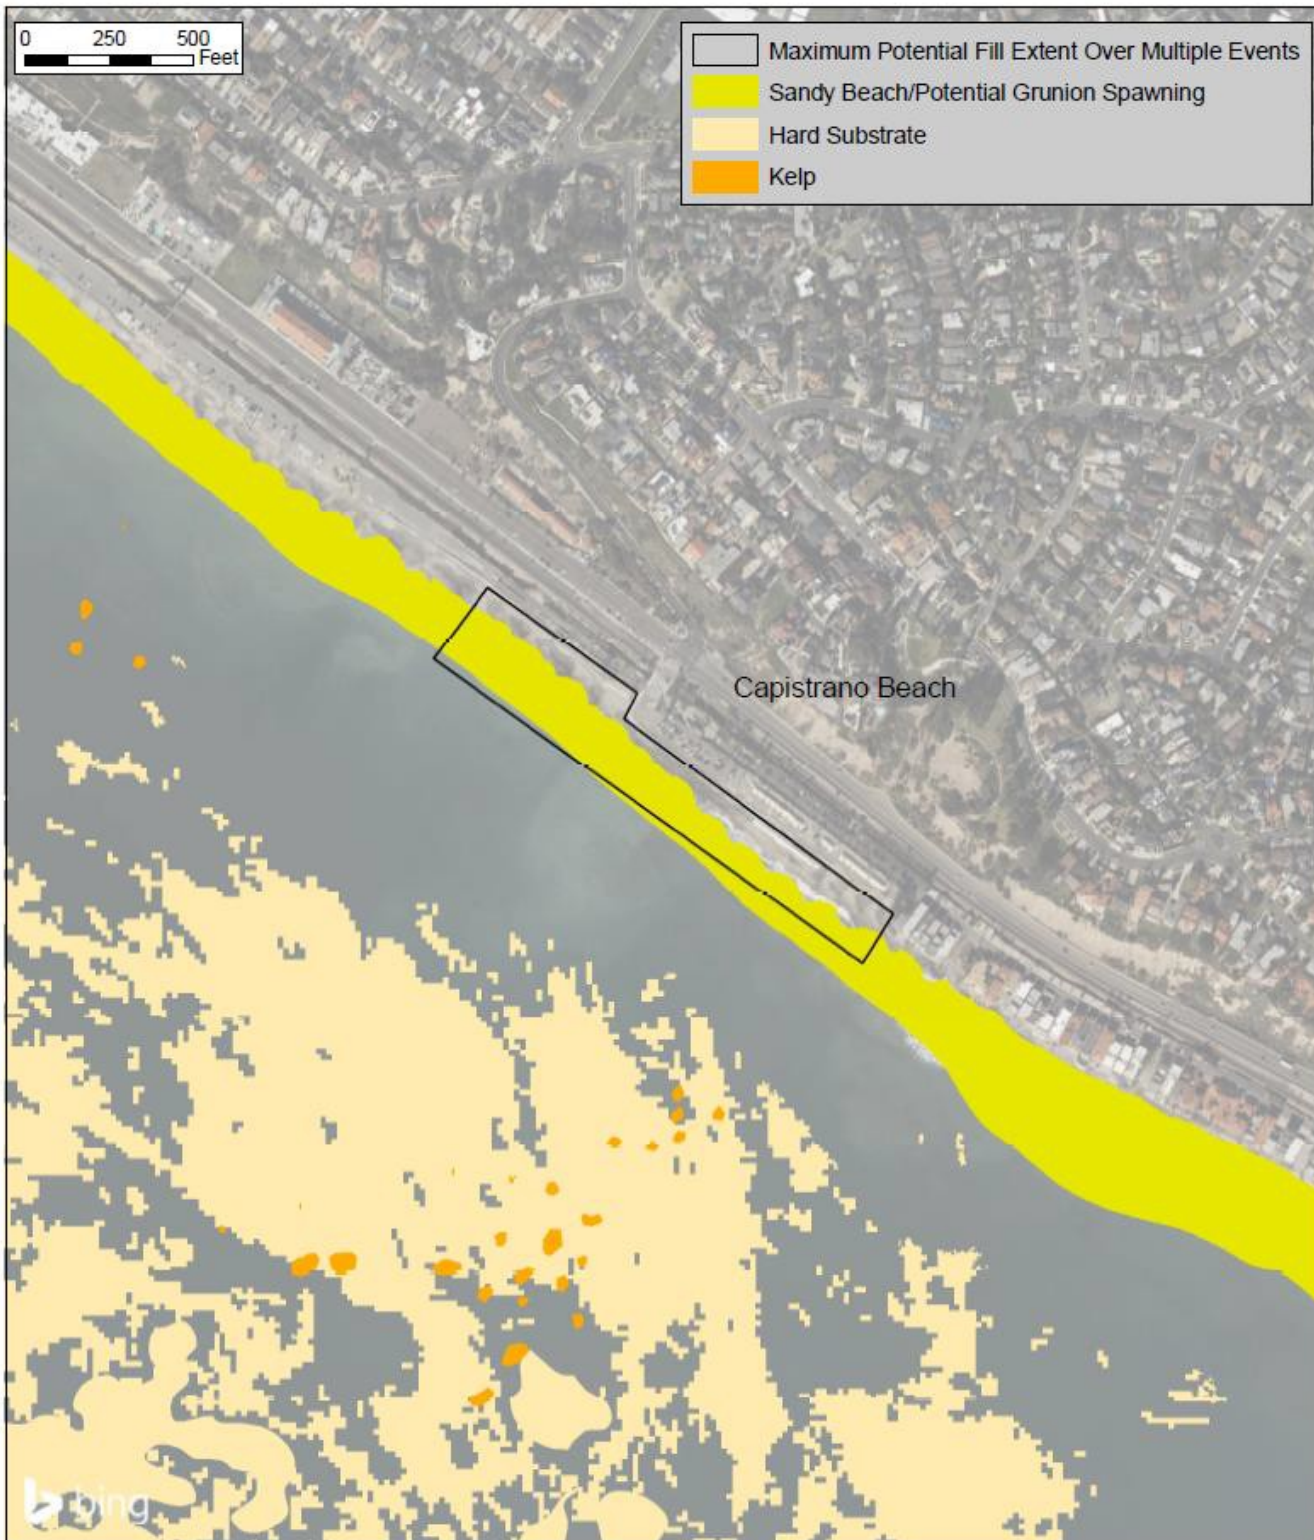 0 250 500
Feet
Maximum Potential Fill Extent Over Multiple Events
Sandy Beach/Potential Grunion Spawning
Hard Substrate
Kelp
Capistrano Beach
bing